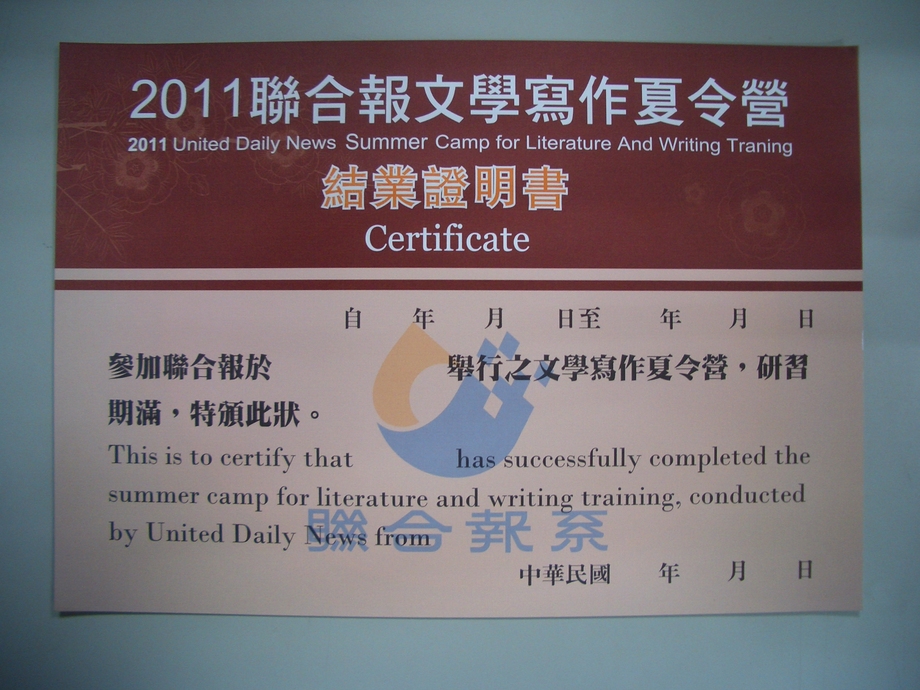 2011聯合報文學寫作夏令營
2011 United Daily News Summer Camp for Literature And Writing Traning
結業證明書
Certificate
自 年 月 日至 年 月 日
參加聯合報於 舉行之文學寫作夏令營，研習
期滿，特頒此狀。
This is to certify that has successfully completed the
summer camp for literature and writing training, conducted
by United Daily News from
聯合報系
中華民國 年 月 日